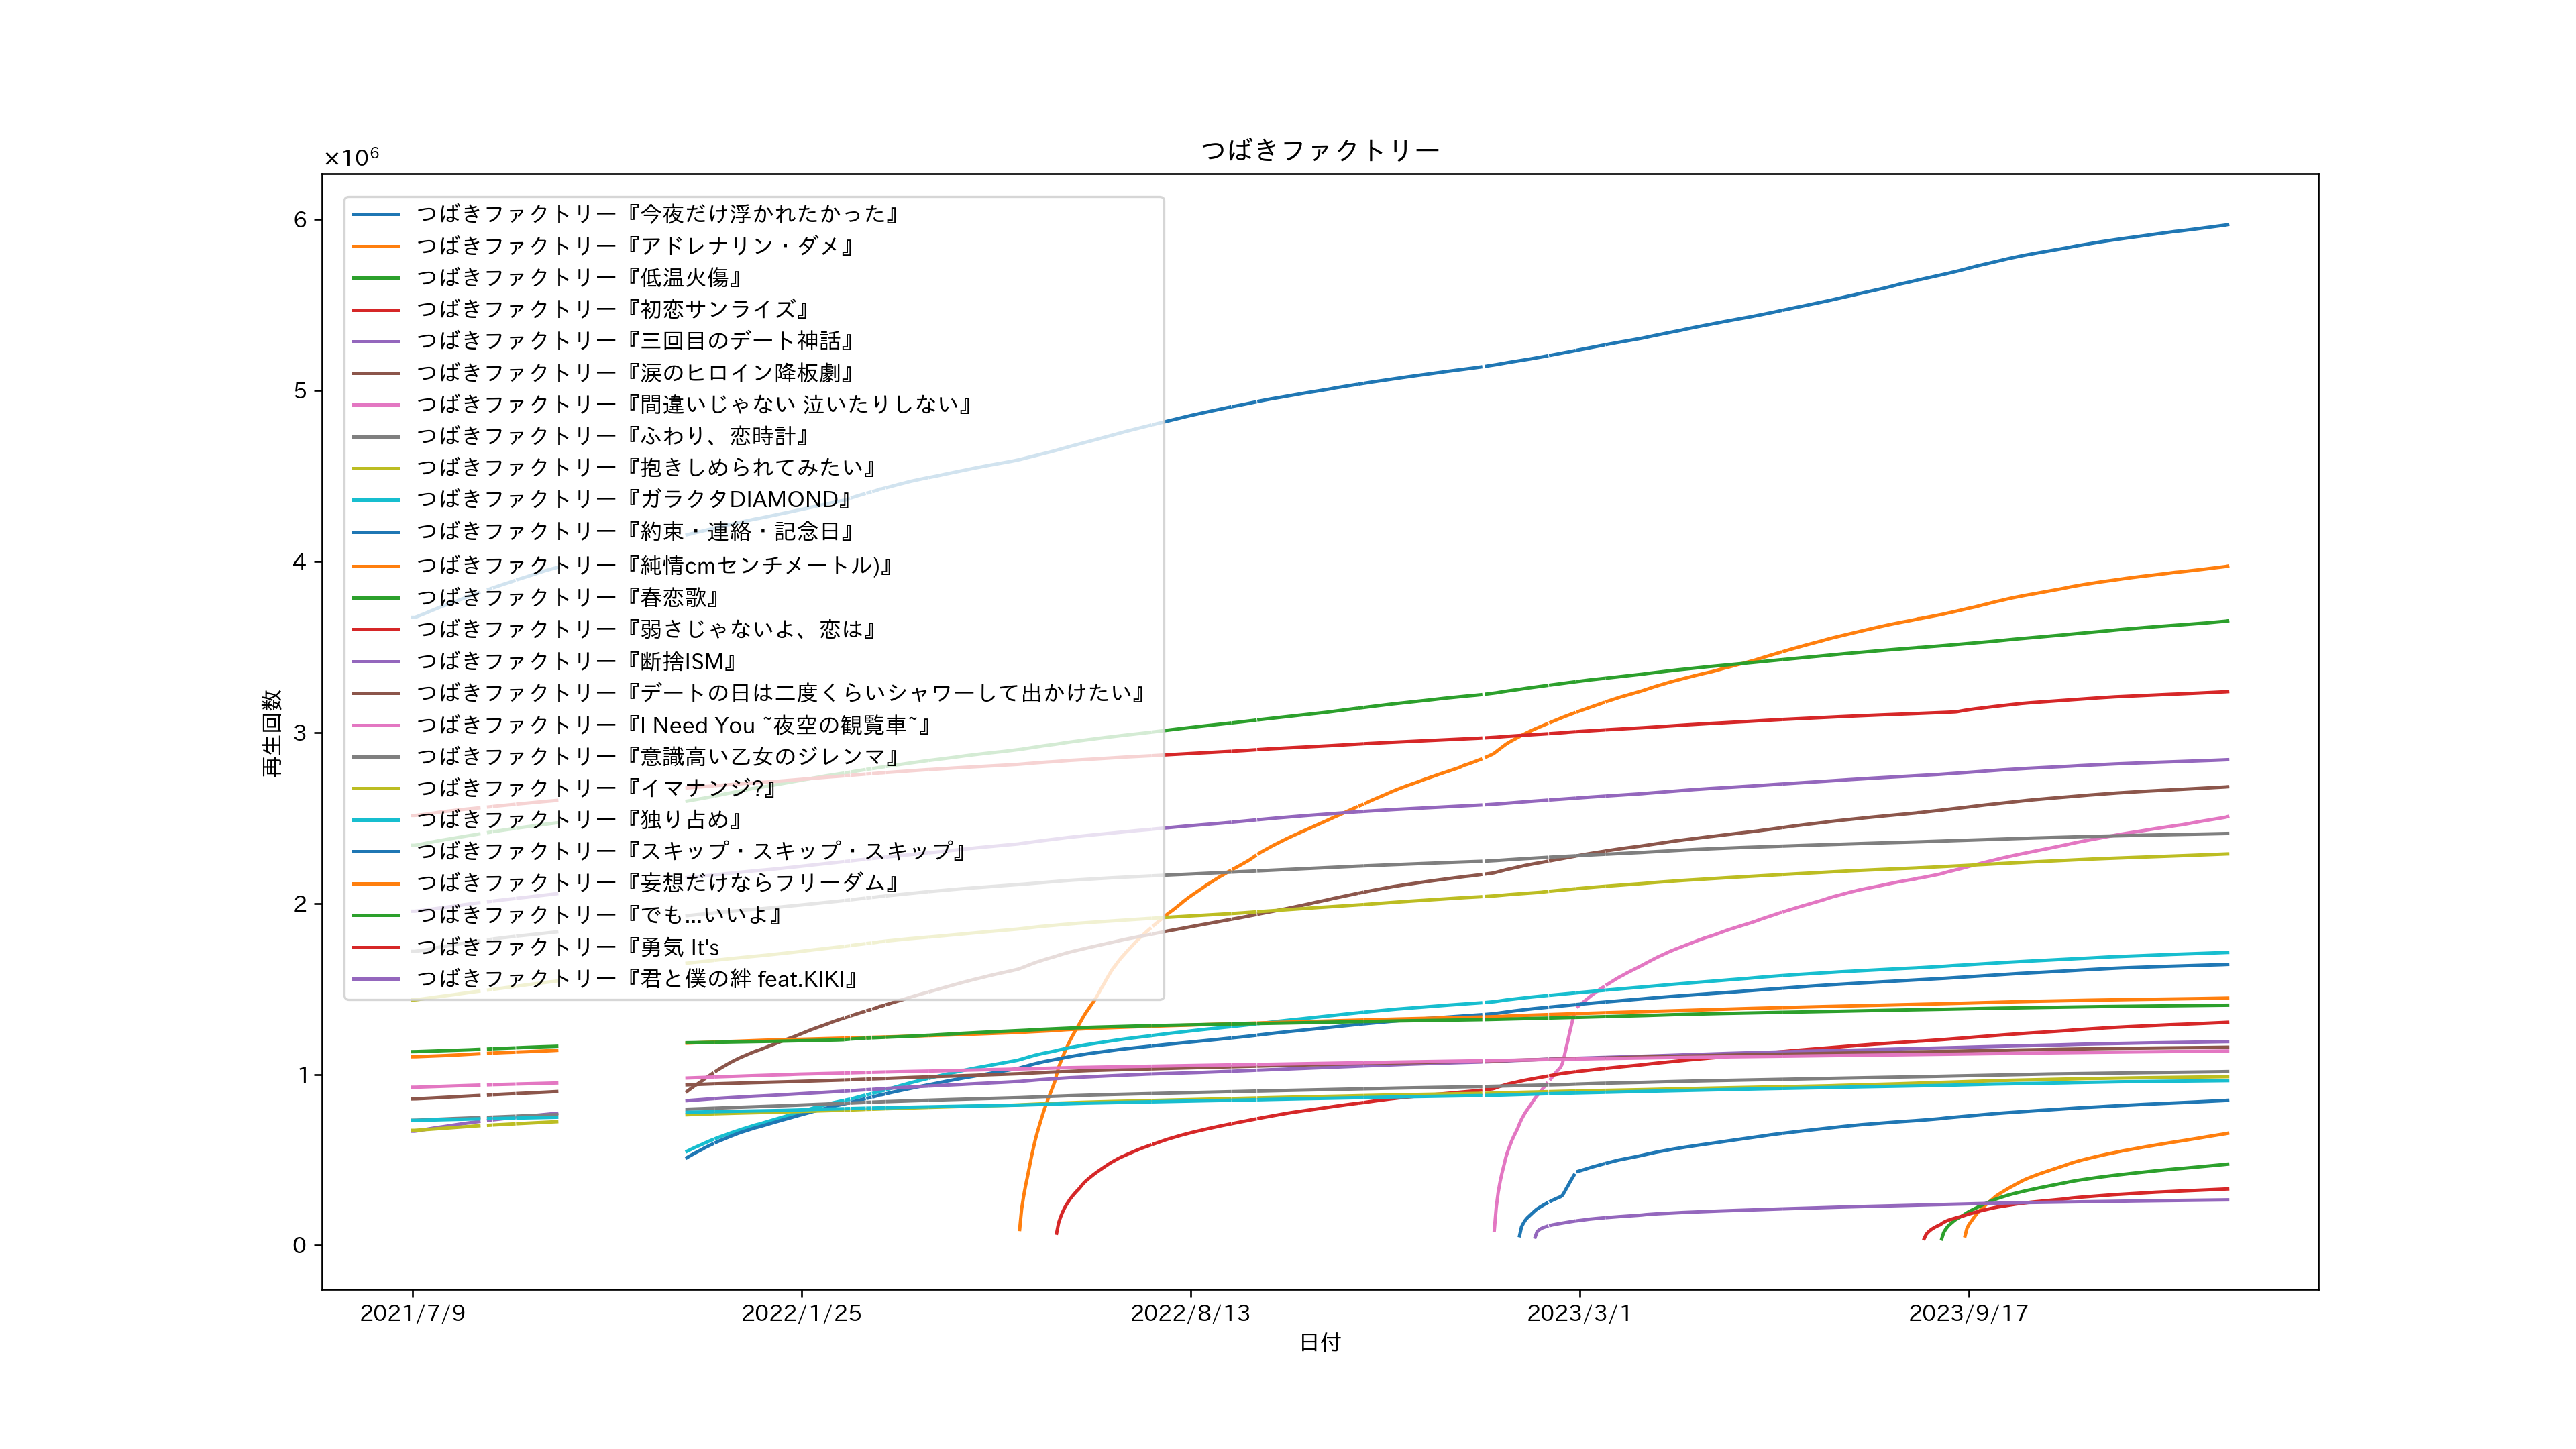 つばきファクトリー
×10⁶
つばきファクトリー『今夜だけ浮かれたかった』
つばきファクトリー『アドレナリン・ダメ』
つばきファクトリー『低温火傷』
つばきファクトリー『初恋サンライズ』
つばきファクトリー『三回目のデート神話』
つばきファクトリー『涙のヒロイン降板劇』
つばきファクトリー『間違いじゃない 泣いたりしない』
つばきファクトリー『ふわり、恋時計』
つばきファクトリー『抱きしめられてみたい』
つばきファクトリー『ガラクタDIAMOND』
つばきファクトリー『約束・連絡・記念日』
つばきファクトリー『純情cmセンチメートル)』
つばきファクトリー『春恋歌』
つばきファクトリー『弱さじゃないよ、恋は』
つばきファクトリー『断捨ISM』
つばきファクトリー『デートの日は二度くらいシャワーして出かけたい』
つばきファクトリー『I Need You ~夜空の観覧車~』
つばきファクトリー『意識高い乙女のジレンマ』
つばきファクトリー『イマナンジ?』
つばきファクトリー『独り占め』
つばきファクトリー『スキップ・スキップ・スキップ』
つばきファクトリー『妄想だけならフリーダム』
つばきファクトリー『でも...いいよ』
つばきファクトリー『勇気 It's
つばきファクトリー『君と僕の絆 feat.KIKI』
6
5
4
3
2
1
0
再生回数
2021/7/9
2022/1/25
2022/8/13
2023/3/1
2023/9/17
日付